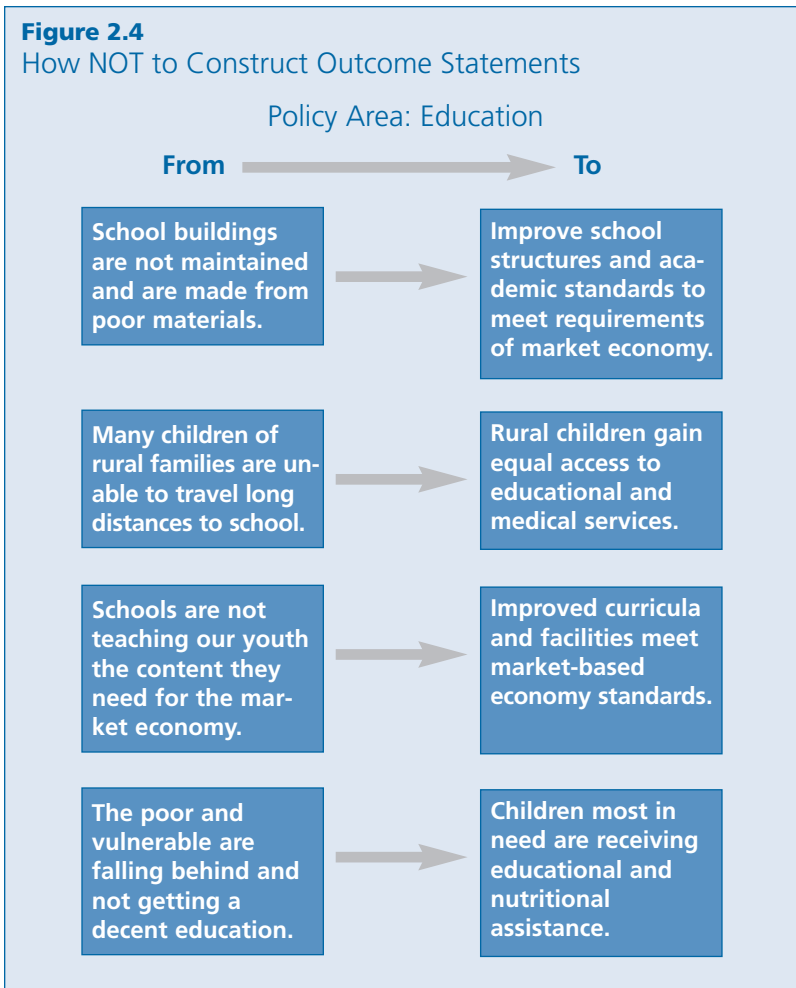 Figure 2.4
How NOT to Construct Outcome Statements
Policy Area: Education
From To
School buildings
are not maintained
and are made from
poor materials.
Improve school
structures and aca-
demic standards to
meet requirements
of market economy.
Many children of
rural families are un-
able to travel long
distances to school.
Rural children gain
equal access to
educational and
medical services.
Schools are not
teaching our youth
the content they
need for the mar-
ket economy.
Improved curricula
and facilities meet
market-based
economy standards.
The poor and
vulnerable are
falling behind and
not getting a
decent education.
Children most in
need are receiving
educational and
nutritional
assistance.